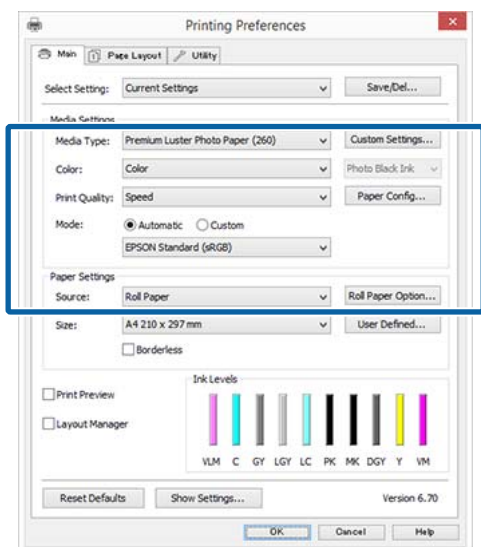 Printing Preferences
Main Page Layout Utility
Select Setting: Current Settings Save/Del...
Media Settings
Media Type: Premium Luster Photo Paper (260) Custom Settings...
Color: Color Photo Black Ink
Print Quality: Speed Paper Config...
Mode: Automatic Custom
EPSON Standard (sRGB)
Paper Settings
Source: Roll Paper Roll Paper Option...
Size: A4 210 x 297 mm User Defined...
Borderless
Ink Levels
Print Preview
Layout Manager
VLM C GY LGY LC PK MK DGY Y VM
Reset Defaults Show Settings... Version 6.70
OK Cancel Help